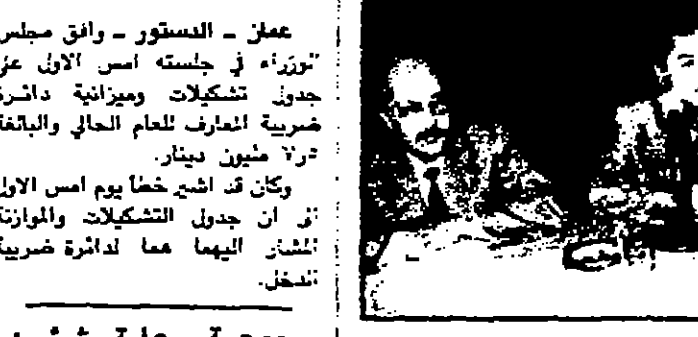 عمان - الدستور - وافق مجلس
الوزراء في جلسته امس الاول على
جدول تشكيلات وميزانية دائرة
ضريبة المعارف للعام الحالي والبالغة
مليون دينار.
وكان قد اشير خطأ يوم امس الاول
الى أن جدول التشكيلات والموازنة
المشار اليهما هما لدائرة ضريبة
الدخل.